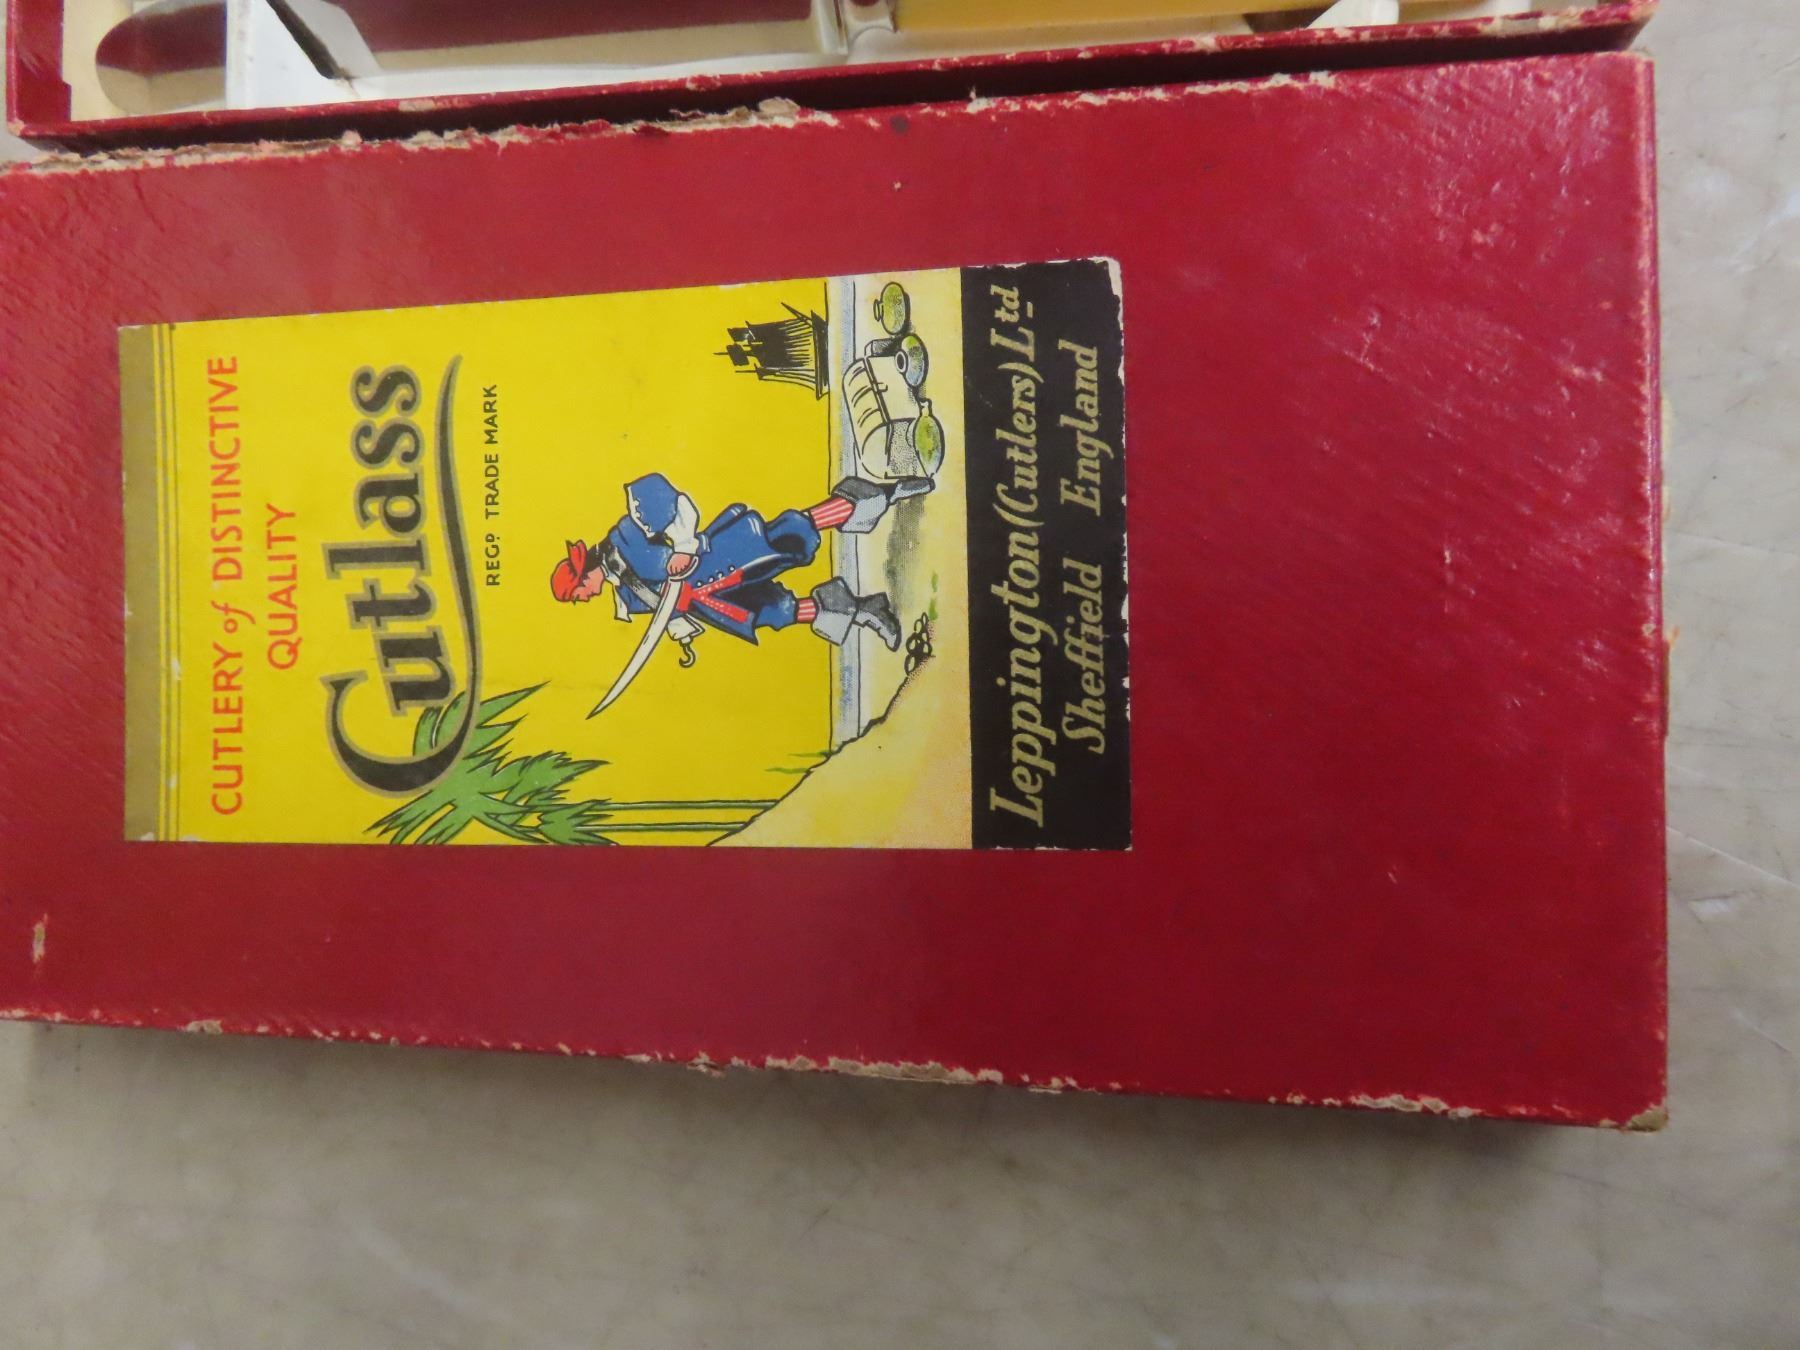 CUTLERY of DISTINCTIVE
QUALITY
Cutlass
REGD. TRADE MARK
Leppington (Cutlers) Ltd
Sheffield England